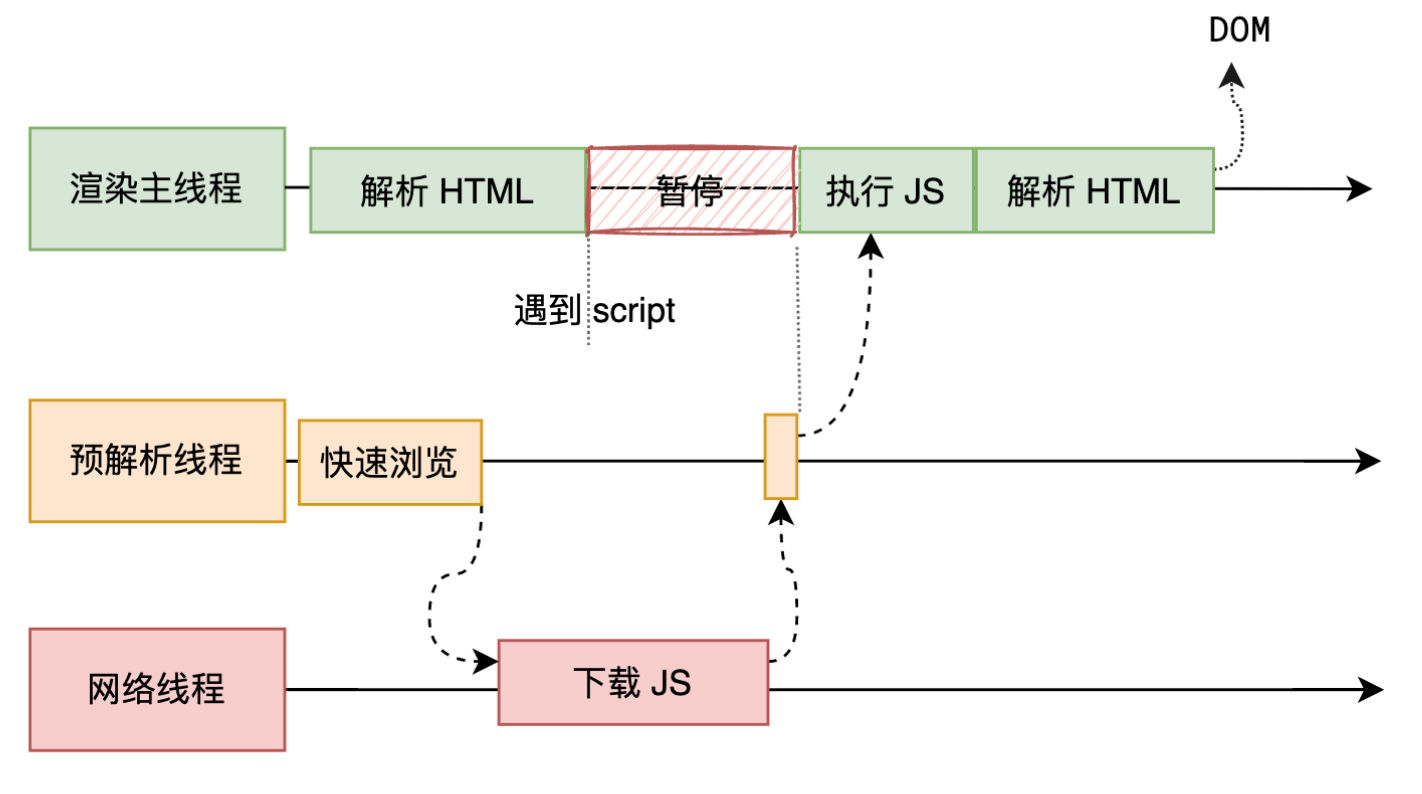 DOM
渲染主线程
解析 HTML
暂停
执行 JS
解析 HTML
遇到 script
预解析线程
快速浏览
网络线程
下载 JS